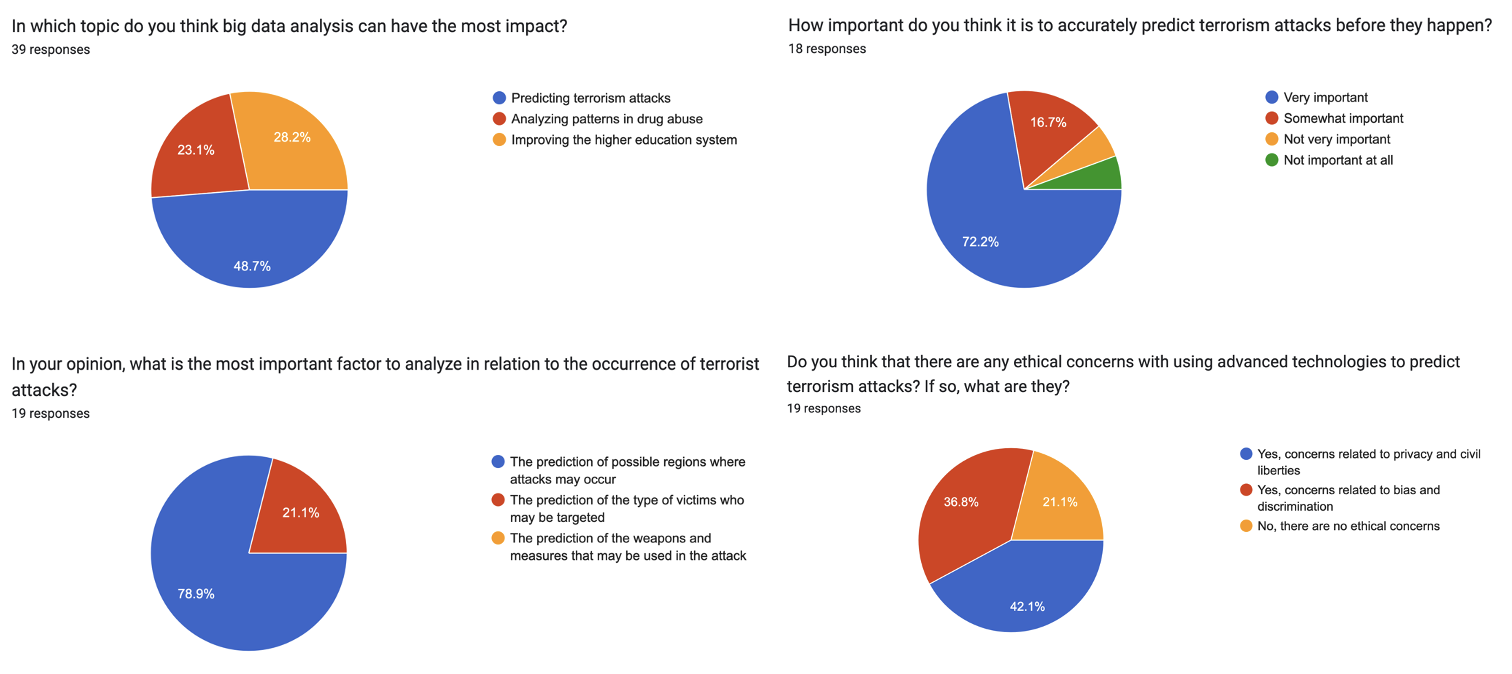 In which topic do you think big data analysis can have the most impact?
39 responses
Predicting terrorism attacks
Analyzing patterns in drug abuse
Improving the higher education system
28.2%
23.1%
48.7%
How important do you think it is to accurately predict terrorism attacks before they happen?
18 responses
Very important
Somewhat important
Not very important
Not important at all
16.7%
72.2%
In your opinion, what is the most important factor to analyze in relation to the occurrence of terrorist
attacks?
19 responses
The prediction of possible regions where
attacks may occur
The prediction of the type of victims who
may be targeted
The prediction of the weapons and
measures that may be used in the attack
21.1%
78.9%
Do you think that there are any ethical concerns with using advanced technologies to predict
terrorism attacks? If so, what are they?
19 responses
Yes, concerns related to privacy and civil
liberties
Yes, concerns related to bias and
discrimination
No, there are no ethical concerns
36.8%
21.1%
42.1%